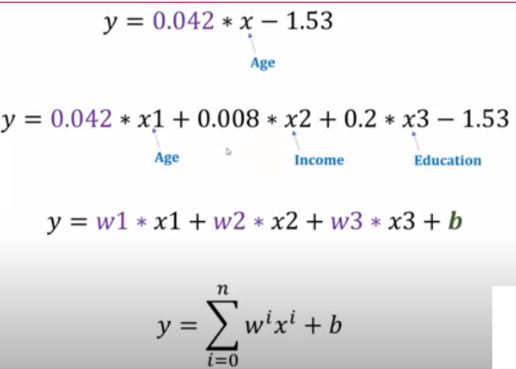 y = 0.042 * x − 1.53
Age
y = 0.042 * x1 + 0.008 * x2 + 0.2 * x3 − 1.53
Age Income Education
y = w1 * x1 + w2 * x2 + w3 * x3 + b
n
y = ∑ wⁱxⁱ + b
i=0